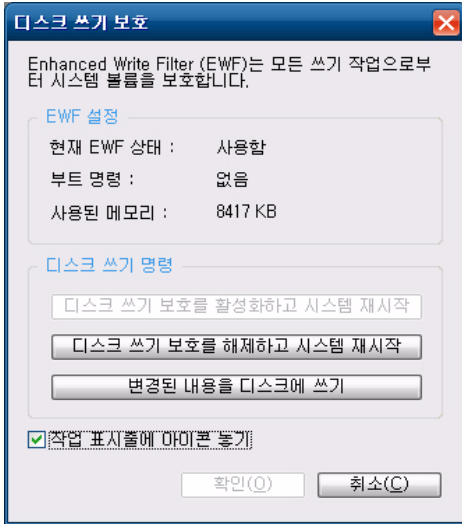 디스크 쓰기 보호
Enhanced Write Filter (EWF)는 모든 쓰기 작업으로부
터 시스템 볼륨을 보호합니다.
EWF 설정
현재 EWF 상태 : 사용함
부트 명령 : 없음
사용된 메모리 : 8417 KB
디스크 쓰기 명령
디스크 쓰기 보호를 활성화하고 시스템 재시작
디스크 쓰기 보호를 해제하고 시스템 재시작
변경된 내용을 디스크에 쓰기
작업 표시줄에 아이콘 놓기
확인(O) 취소(C)